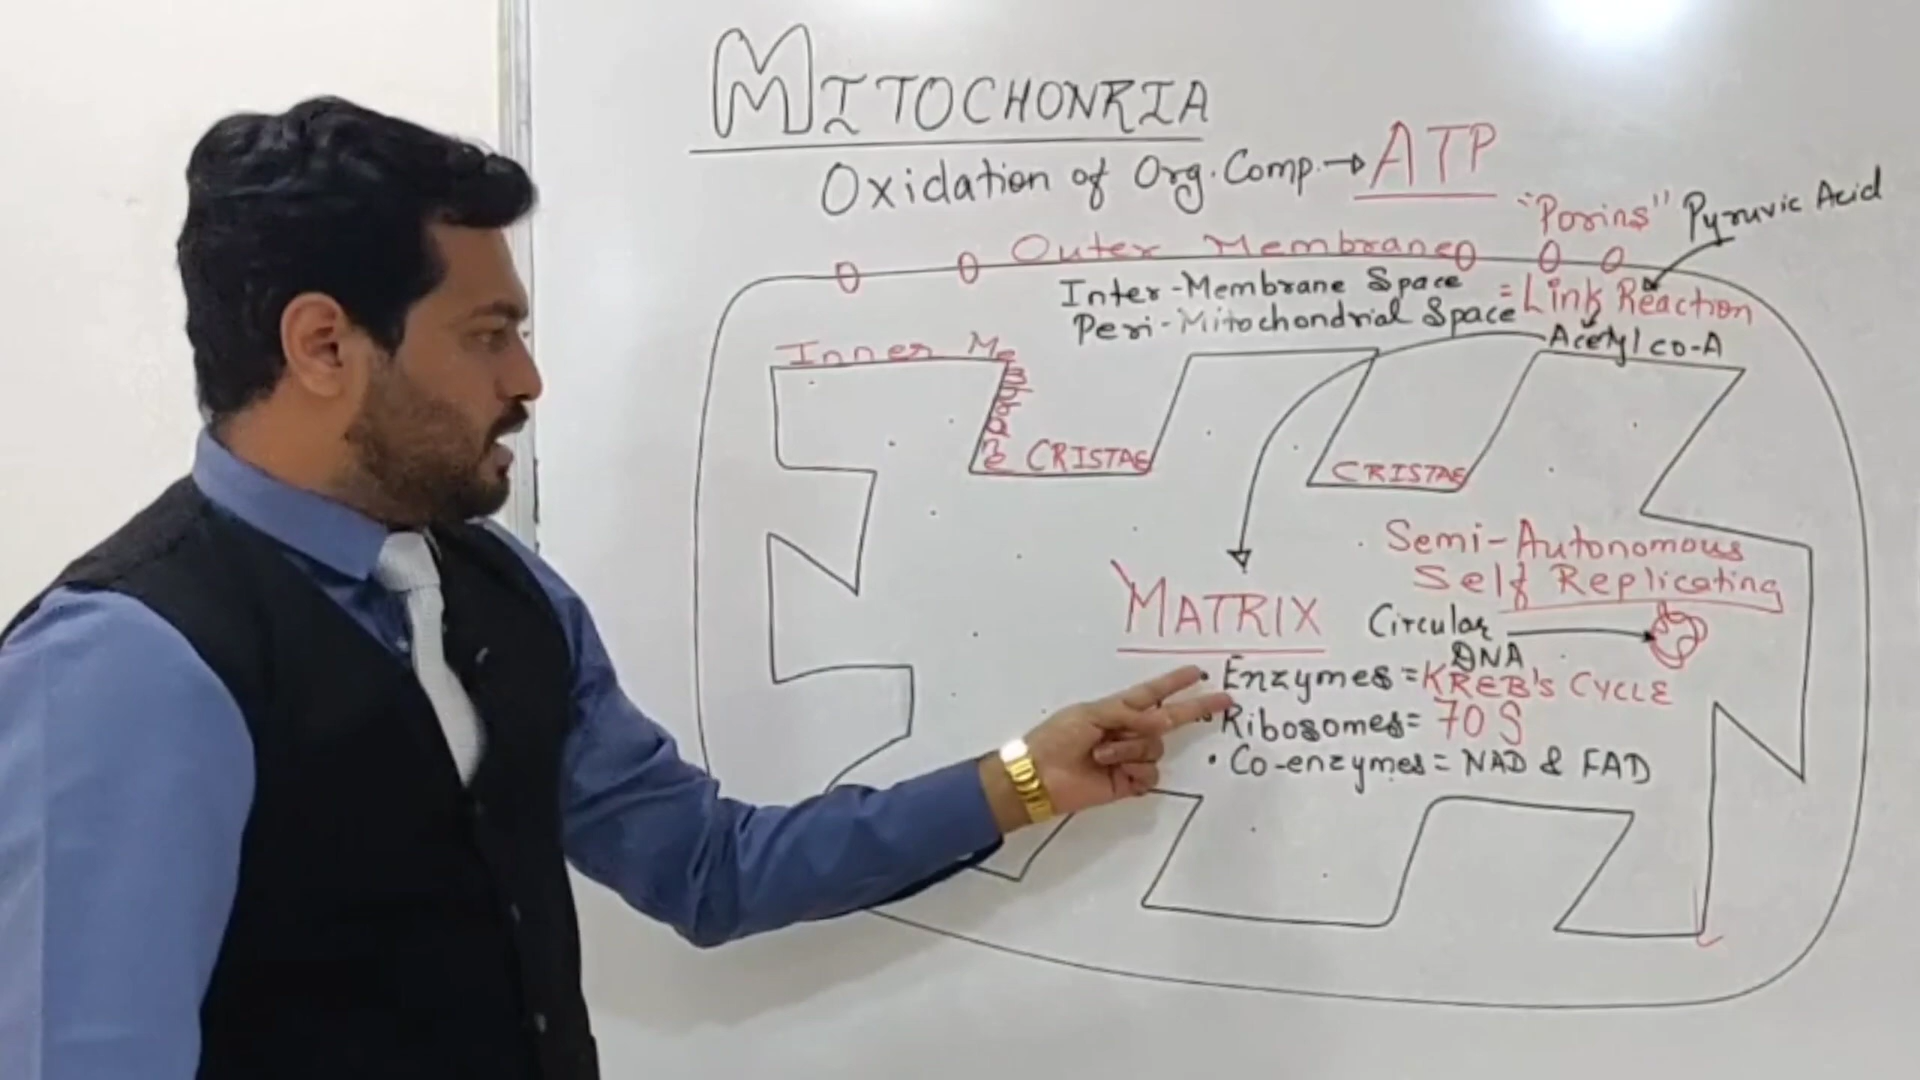 MITOCHONRIA
Oxidation of Org. Comp. → ATP
"Porins" Pyruvic Acid
Outer Membrane
Inter-Membrane Space = Link Reaction
Peri-Mitochondrial Space
Acetyl co-A
Inner Me
CRISTAE
CRISTAE
Semi-Autonomous
Self Replicating
MATRIX
Circular
DNA
• Enzymes = KREB'S CYCLE
• Ribosomes = 70 S
• Co-enzymes = NAD & FAD